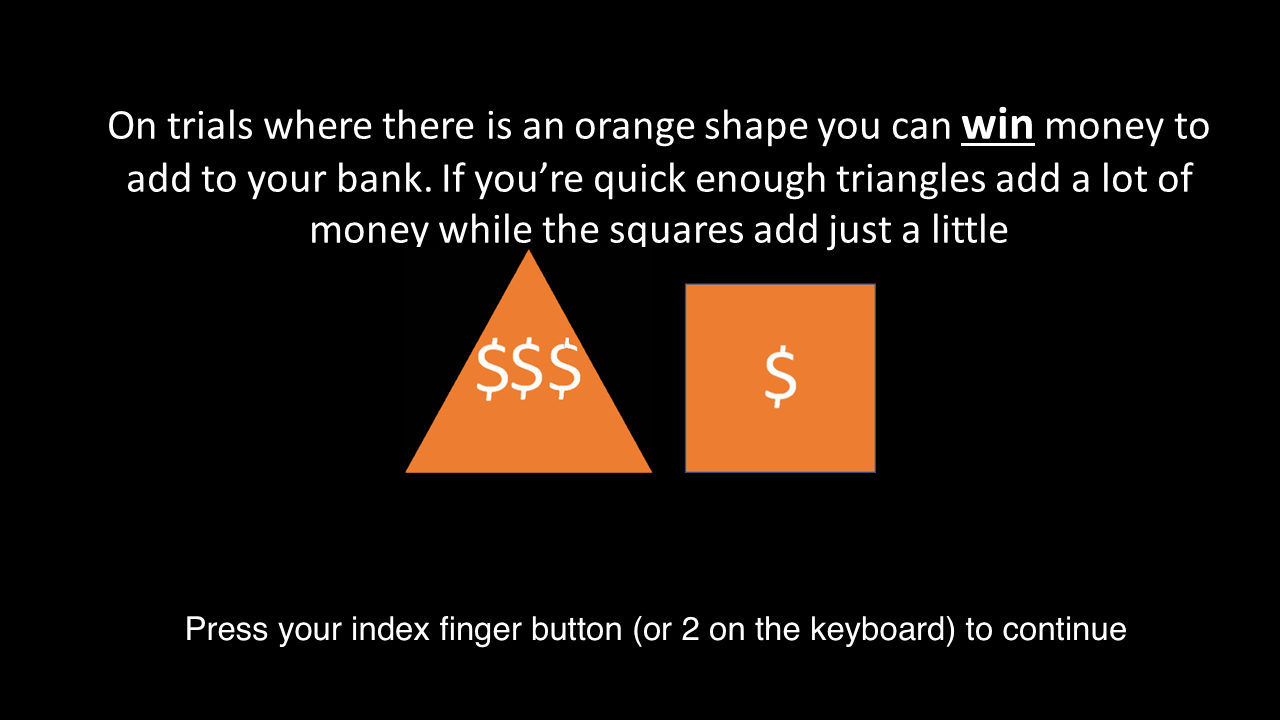 On trials where there is an orange shape you can win money to
add to your bank. If you’re quick enough triangles add a lot of
money while the squares add just a little
$$$
$
Press your index finger button (or 2 on the keyboard) to continue